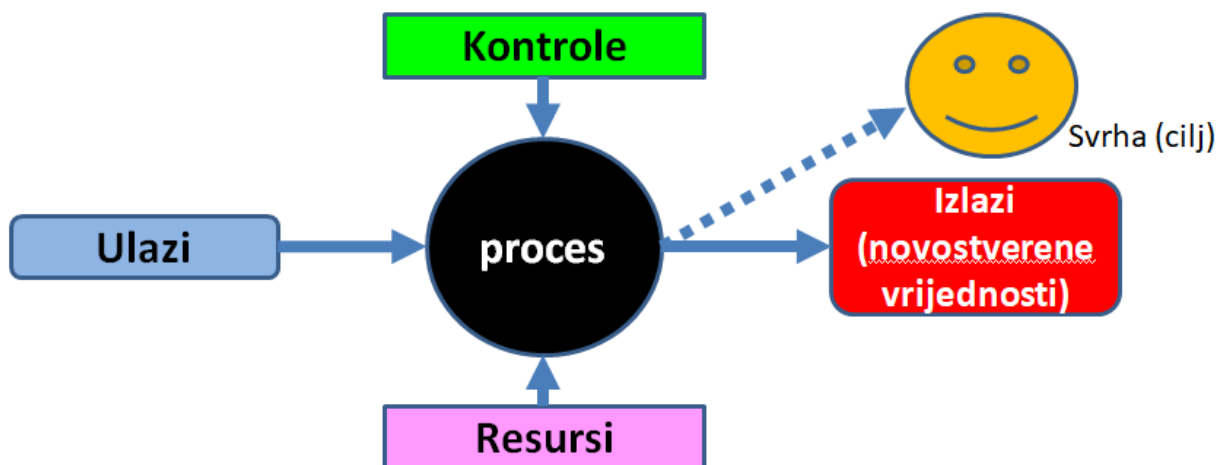 Kontrole
Svrha (cilj)
Ulazi
proces
Izlazi
(novostverene
vrijednosti)
Resursi